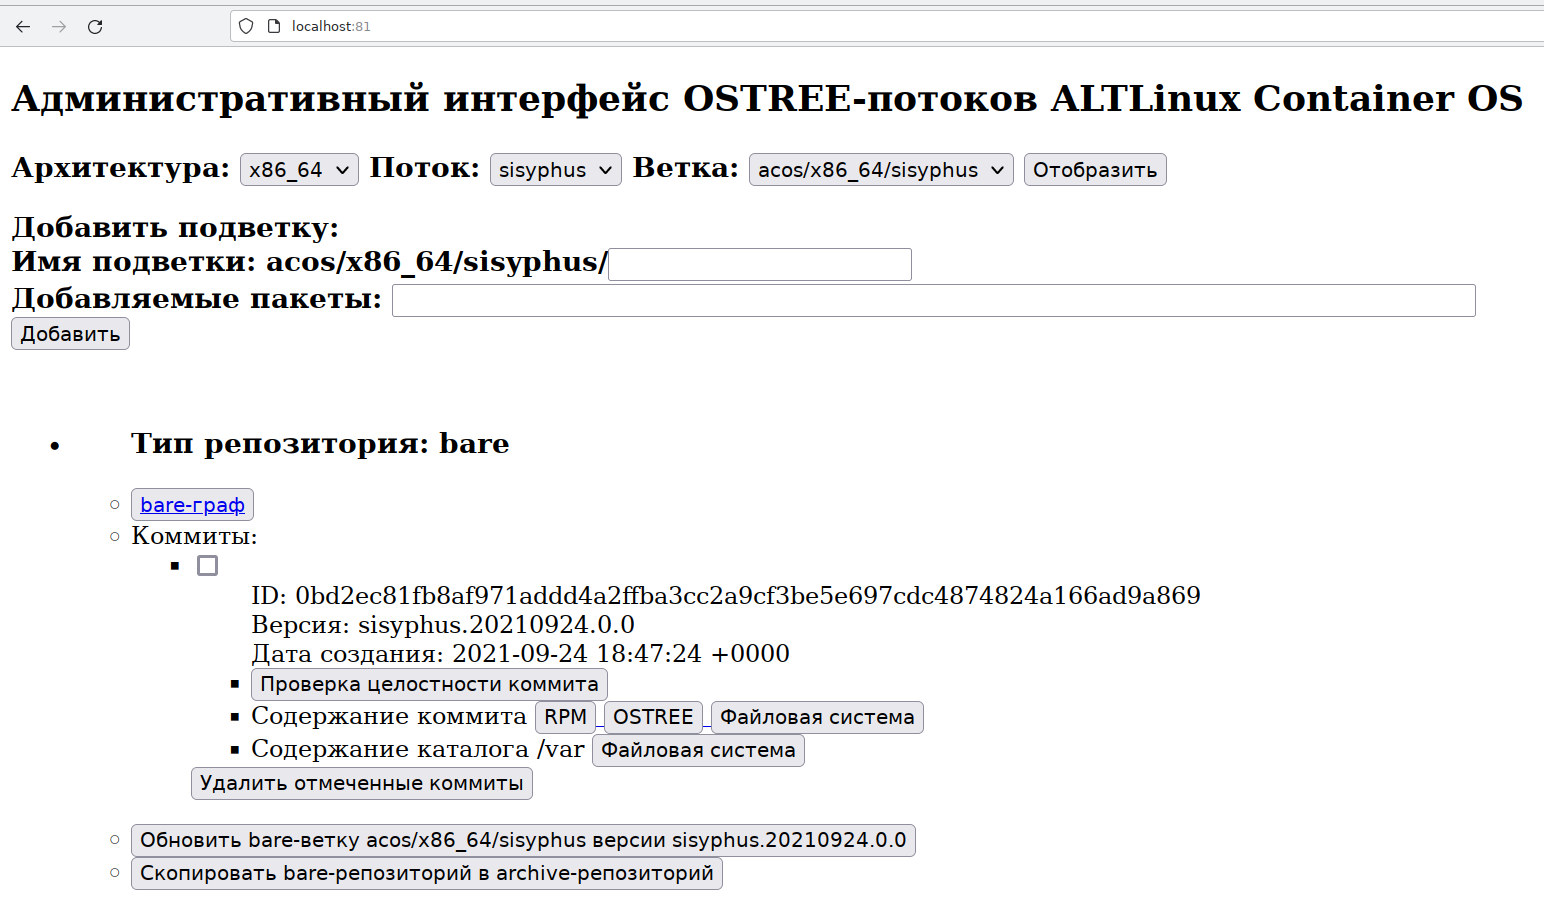 localhost:81
Административный интерфейс OSTREE-потоков ALTLinux Container OS
Архитектура: x86_64 Поток: sisyphus Ветка: acos/x86_64/sisyphus Отобразить
Добавить подветку:
Имя подветки: acos/x86_64/sisyphus/
Добавляемые пакеты:
Добавить
Тип репозитория: bare
bare-граф
Коммиты:
ID: 0bd2ec81fb8af971addd4a2ffba3cc2a9cf3be5e697cdc4874824a166ad9a869
Версия: sisyphus.20210924.0.0
Дата создания: 2021-09-24 18:47:24 +0000
Проверка целостности коммита
Содержание коммита RPM OSTREE Файловая система
Содержание каталога /var Файловая система
Удалить отмеченные коммиты
Обновить bare-ветку acos/x86_64/sisyphus версии sisyphus.20210924.0.0
Скопировать bare-репозиторий в archive-репозиторий